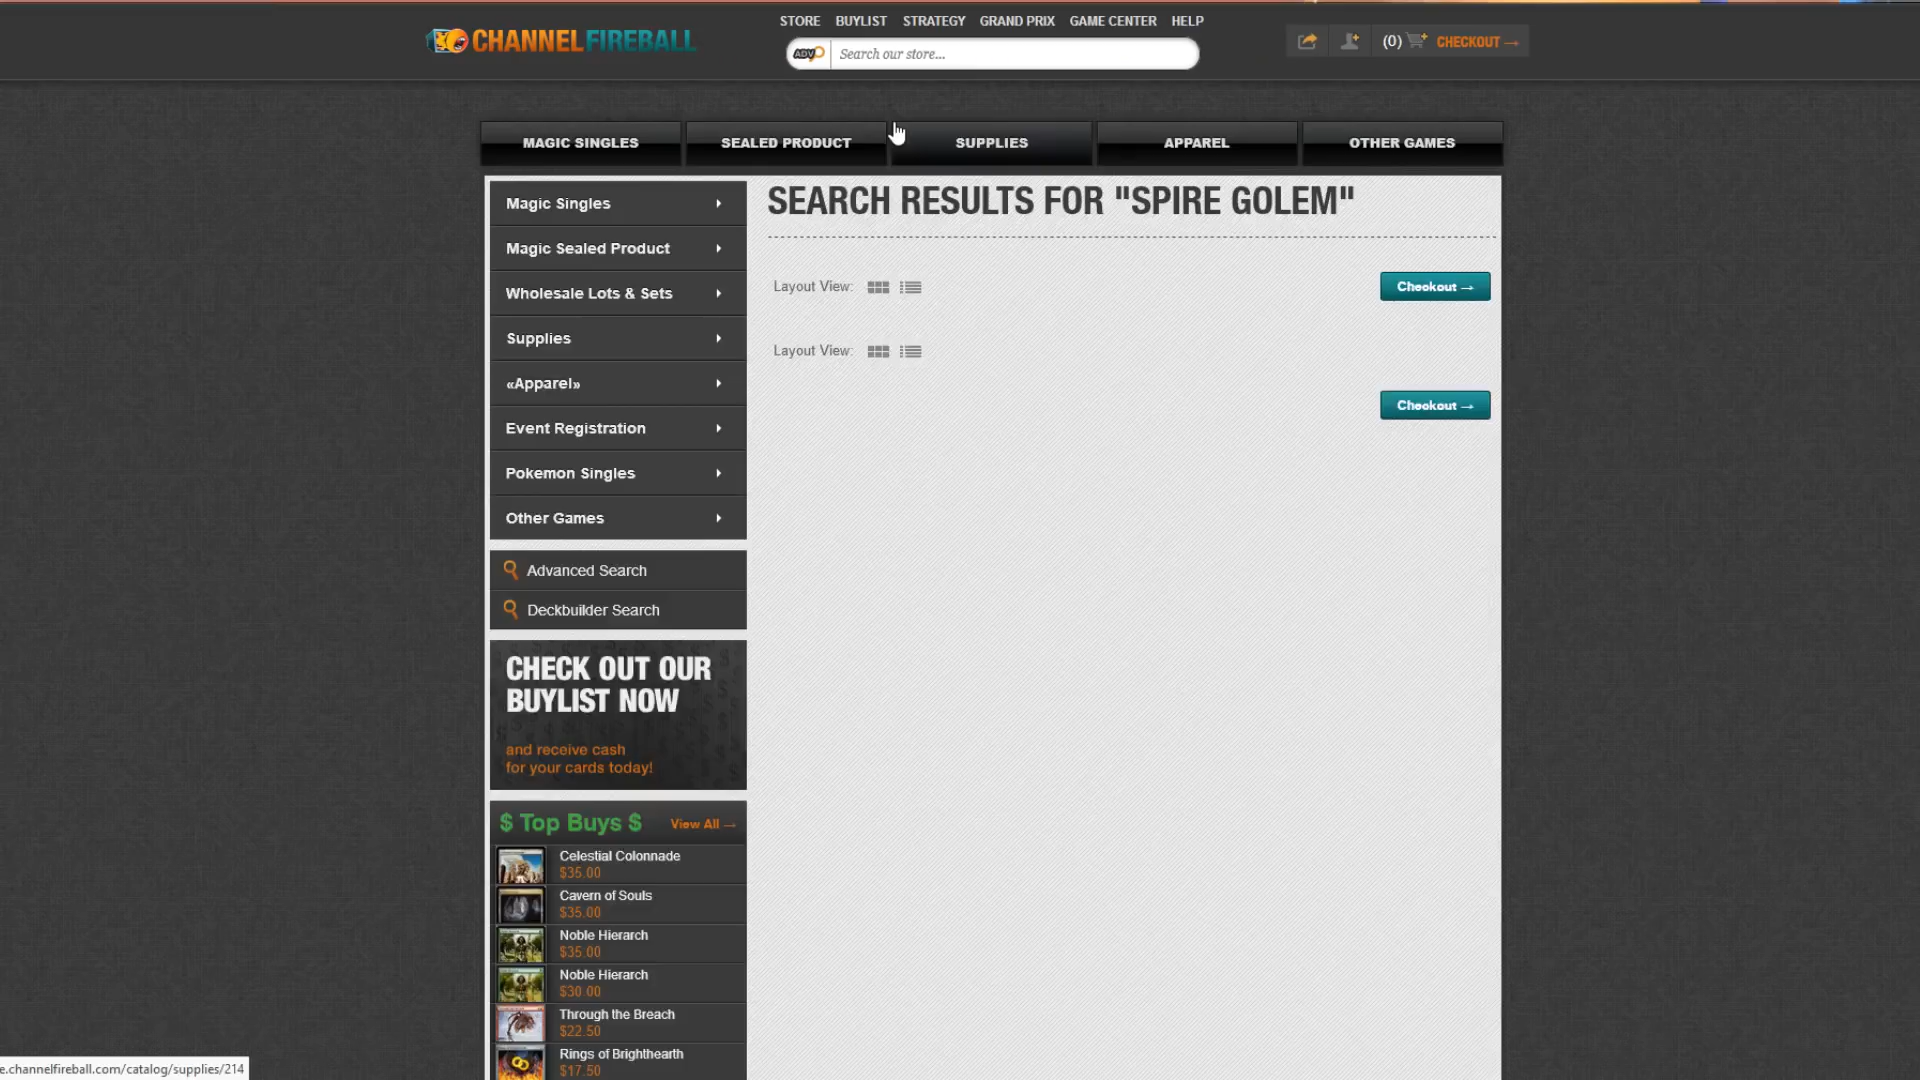 STORE BUYLIST STRATEGY GRAND PRIX GAME CENTER HELP
CHANNELFIREBALL
ADV Search our store...
(0) CHECKOUT →
MAGIC SINGLES SEALED PRODUCT SUPPLIES APPAREL OTHER GAMES
Magic Singles
Magic Sealed Product
Wholesale Lots & Sets
Supplies
«Apparel»
Event Registration
Pokemon Singles
Other Games
Advanced Search
Deckbuilder Search
CHECK OUT OUR
BUYLIST NOW
and receive cash
for your cards today!
$ Top Buys $ View All →
Celestial Colonnade
$35.00
Cavern of Souls
$35.00
Noble Hierarch
$35.00
Noble Hierarch
$30.00
Through the Breach
$22.50
Rings of Brighthearth
$17.50
SEARCH RESULTS FOR "SPIRE GOLEM"
Layout View: Checkout →
Layout View:
Checkout →
e.channelfireball.com/catalog/supplies/214